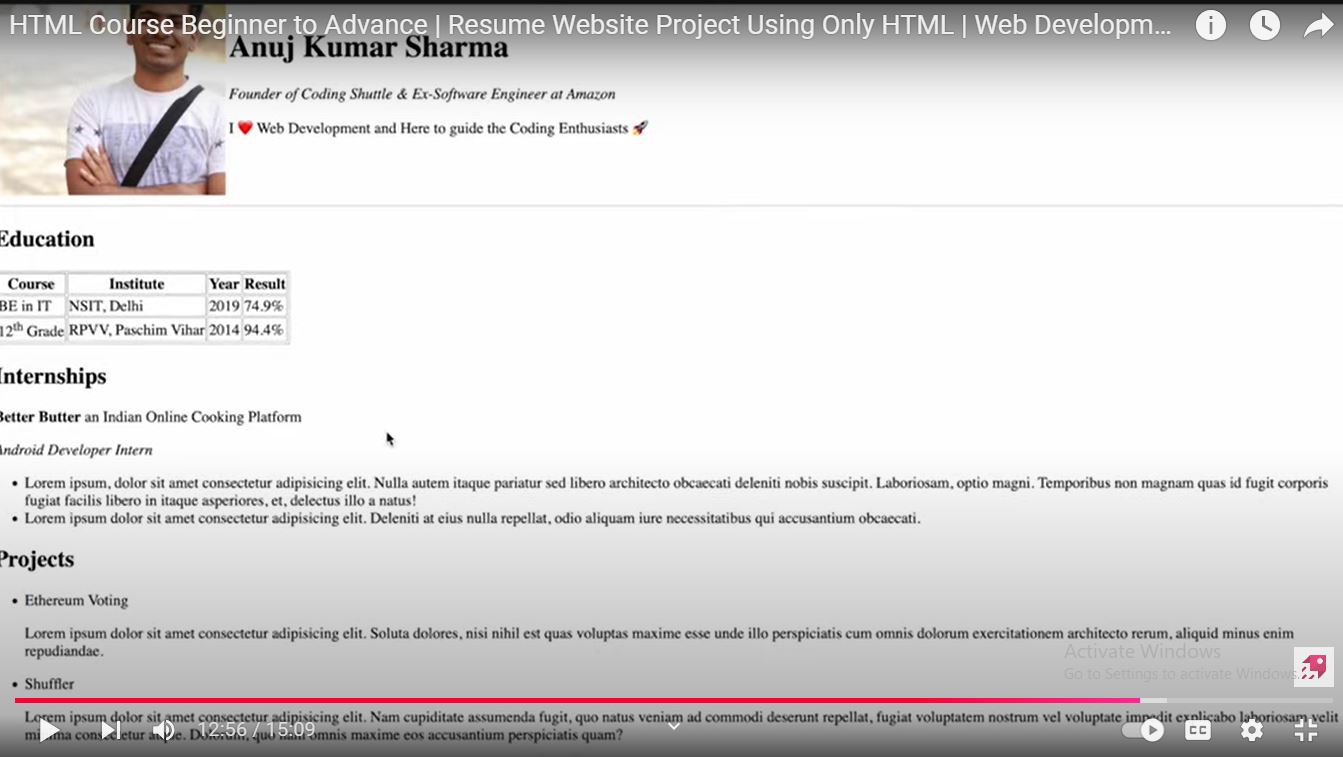 HTML Course Beginner to Advance | Resume Website Project Using Only HTML | Web Developm...
Anuj Kumar Sharma
Founder of Coding Shuttle & Ex-Software Engineer at Amazon
I ❤️ Web Development and Here to guide the Coding Enthusiasts 🚀
Education
Course Institute Year Result
BE in IT NSIT, Delhi 2019 74.9%
12th Grade RPVV, Paschim Vihar 2014 94.4%
Internships
Better Butter an Indian Online Cooking Platform
Android Developer Intern
• Lorem ipsum, dolor sit amet consectetur adipisicing elit. Nulla autem itaque pariatur sed libero architecto obcaecati deleniti nobis suscipit. Laboriosam, optio magni. Temporibus non magnam quas id fugit corporis
fugiat facilis libero in itaque asperiores, et, delectus illo a natus!
• Lorem ipsum dolor sit amet consectetur adipisicing elit. Deleniti at eius nulla repellat, odio aliquam iure necessitatibus qui accusantium obcaecati.
Projects
• Ethereum Voting
Lorem ipsum dolor sit amet consectetur adipisicing elit. Soluta dolores, nisi nihil est quas voluptas maxime esse unde illo perspiciatis cum omnis dolorum exercitationem architecto rerum, aliquid minus enim
repudiandae.
Activate Windows
Go to Settings to activate Windows.
• Shuffler
Lorem ipsum dolor sit amet consectetur adipisicing elit. Nam cupiditate assumenda fugit, quo natus veniam ad commodi deserunt repellat, fugiat voluptatem nostrum vel voluptate impedit explicabo laboriosam velit
omnis maxime eos accusantium perspiciatis quam?
12:56 / 15:09
CC